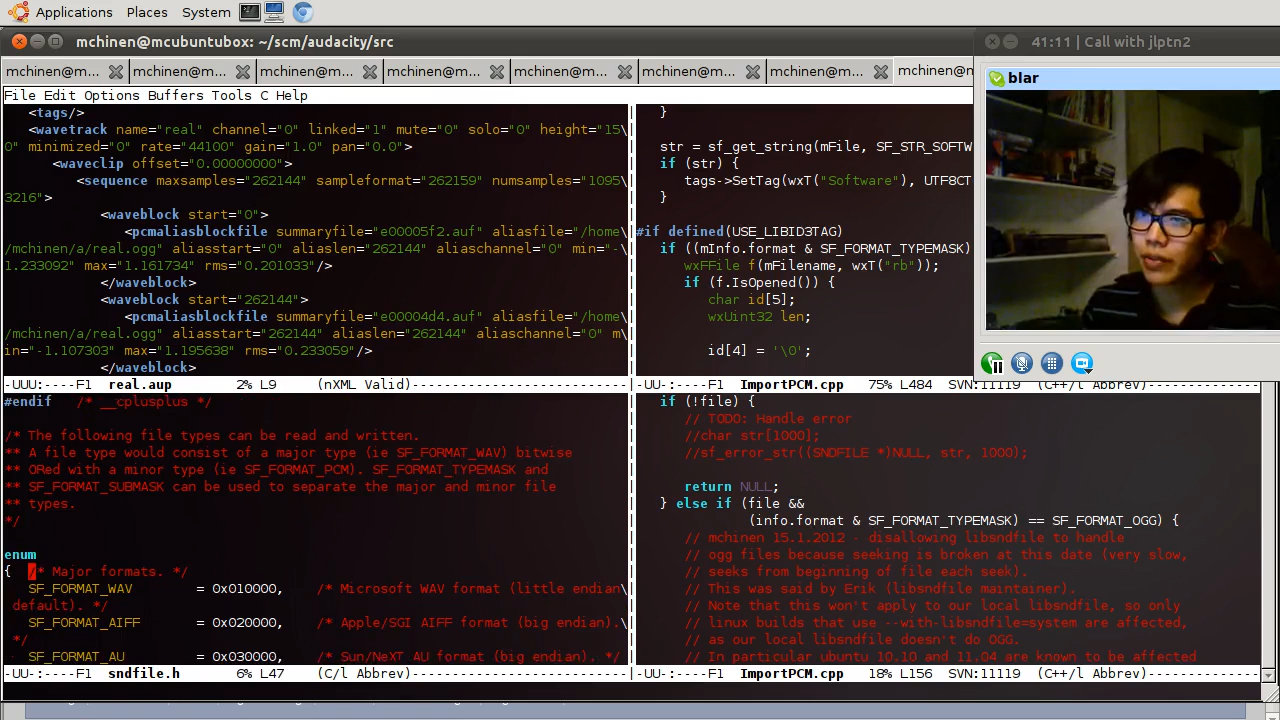 Applications Places System
mchinen@mcubuntubox: ~/scm/audacity/src
41:11 | Call with jlptn2
mchinen@m... mchinen@m... mchinen@m... mchinen@m... mchinen@m... mchinen@m... mchinen@m... mchinen@m
blar
File Edit Options Buffers Tools C Help
<tags/>
<wavetrack name="real" channel="0" linked="1" mute="0" solo="0" height="15\
0" minimized="0" rate="44100" gain="1.0" pan="0.0">
<waveclip offset="0.00000000">
<sequence maxsamples="262144" sampleformat="262159" numsamples="1095\
3216">
<waveblock start="0">
<pcmaliasblockfile summaryfile="e00005f2.auf" aliasfile="/home\
/mchinen/a/real.ogg" aliasstart="0" aliaslen="262144" aliaschannel="0" min="-\
1.233092" max="1.161734" rms="0.201033"/>
</waveblock>
<waveblock start="262144">
<pcmaliasblockfile summaryfile="e00004d4.auf" aliasfile="/home\
/mchinen/a/real.ogg" aliasstart="262144" aliaslen="262144" aliaschannel="0" m\
in="-1.107303" max="1.195638" rms="0.233059"/>
</waveblock>
-UUU:----F1 real.aup 2% L9 (nXML Valid)---------------------------
}
str = sf_get_string(mFile, SF_STR_SOFTW
if (str) {
tags->SetTag(wxT("Software"), UTF8CT
}
#if defined(USE_LIBID3TAG)
if ((mInfo.format & SF_FORMAT_TYPEMASK)
wxFFile f(mFilename, wxT("rb"));
if (f.IsOpened()) {
char id[5];
wxUint32 len;
id[4] = '\0';
-UU-:----F1 ImportPCM.cpp 75% L484 SVN:11119 (C++/l Abbrev)--------------
#endif /* __cplusplus */
/* The following file types can be read and written.
** A file type would consist of a major type (ie SF_FORMAT_WAV) bitwise
** ORed with a minor type (ie SF_FORMAT_PCM). SF_FORMAT_TYPEMASK and
** SF_FORMAT_SUBMASK can be used to separate the major and minor file
** types.
*/
enum
{ /* Major formats. */
SF_FORMAT_WAV = 0x010000, /* Microsoft WAV format (little endian\
default). */
SF_FORMAT_AIFF = 0x020000, /* Apple/SGI AIFF format (big endian).\
*/
SF_FORMAT_AU = 0x030000, /* Sun/NeXT AU format (big endian). */
-UU-:----F1 sndfile.h 6% L47 (C/l Abbrev)---------------------------
if (!file) {
// TODO: Handle error
//char str[1000];
//sf_error_str((SNDFILE *)NULL, str, 1000);
return NULL;
} else if (file &&
(info.format & SF_FORMAT_TYPEMASK) == SF_FORMAT_OGG) {
// mchinen 15.1.2012 - disallowing libsndfile to handle
// ogg files because seeking is broken at this date (very slow,
// seeks from beginning of file each seek).
// This was said by Erik (libsndfile maintainer).
// Note that this won't apply to our local libsndfile, so only
// linux builds that use --with-libsndfile=system are affected,
// as our local libsndfile doesn't do OGG.
// In particular ubuntu 10.10 and 11.04 are known to be affected
-UU-:----F1 ImportPCM.cpp 18% L156 SVN:11119 (C++/l Abbrev)--------------